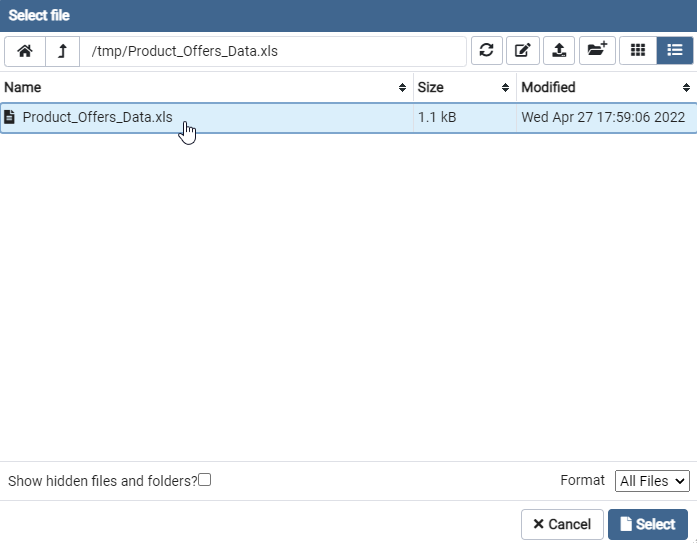 Select file
/tmp/Product_Offers_Data.xls
Name Size Modified
Product_Offers_Data.xls 1.1 kB Wed Apr 27 17:59:06 2022
Show hidden files and folders? Format All Files
Cancel Select